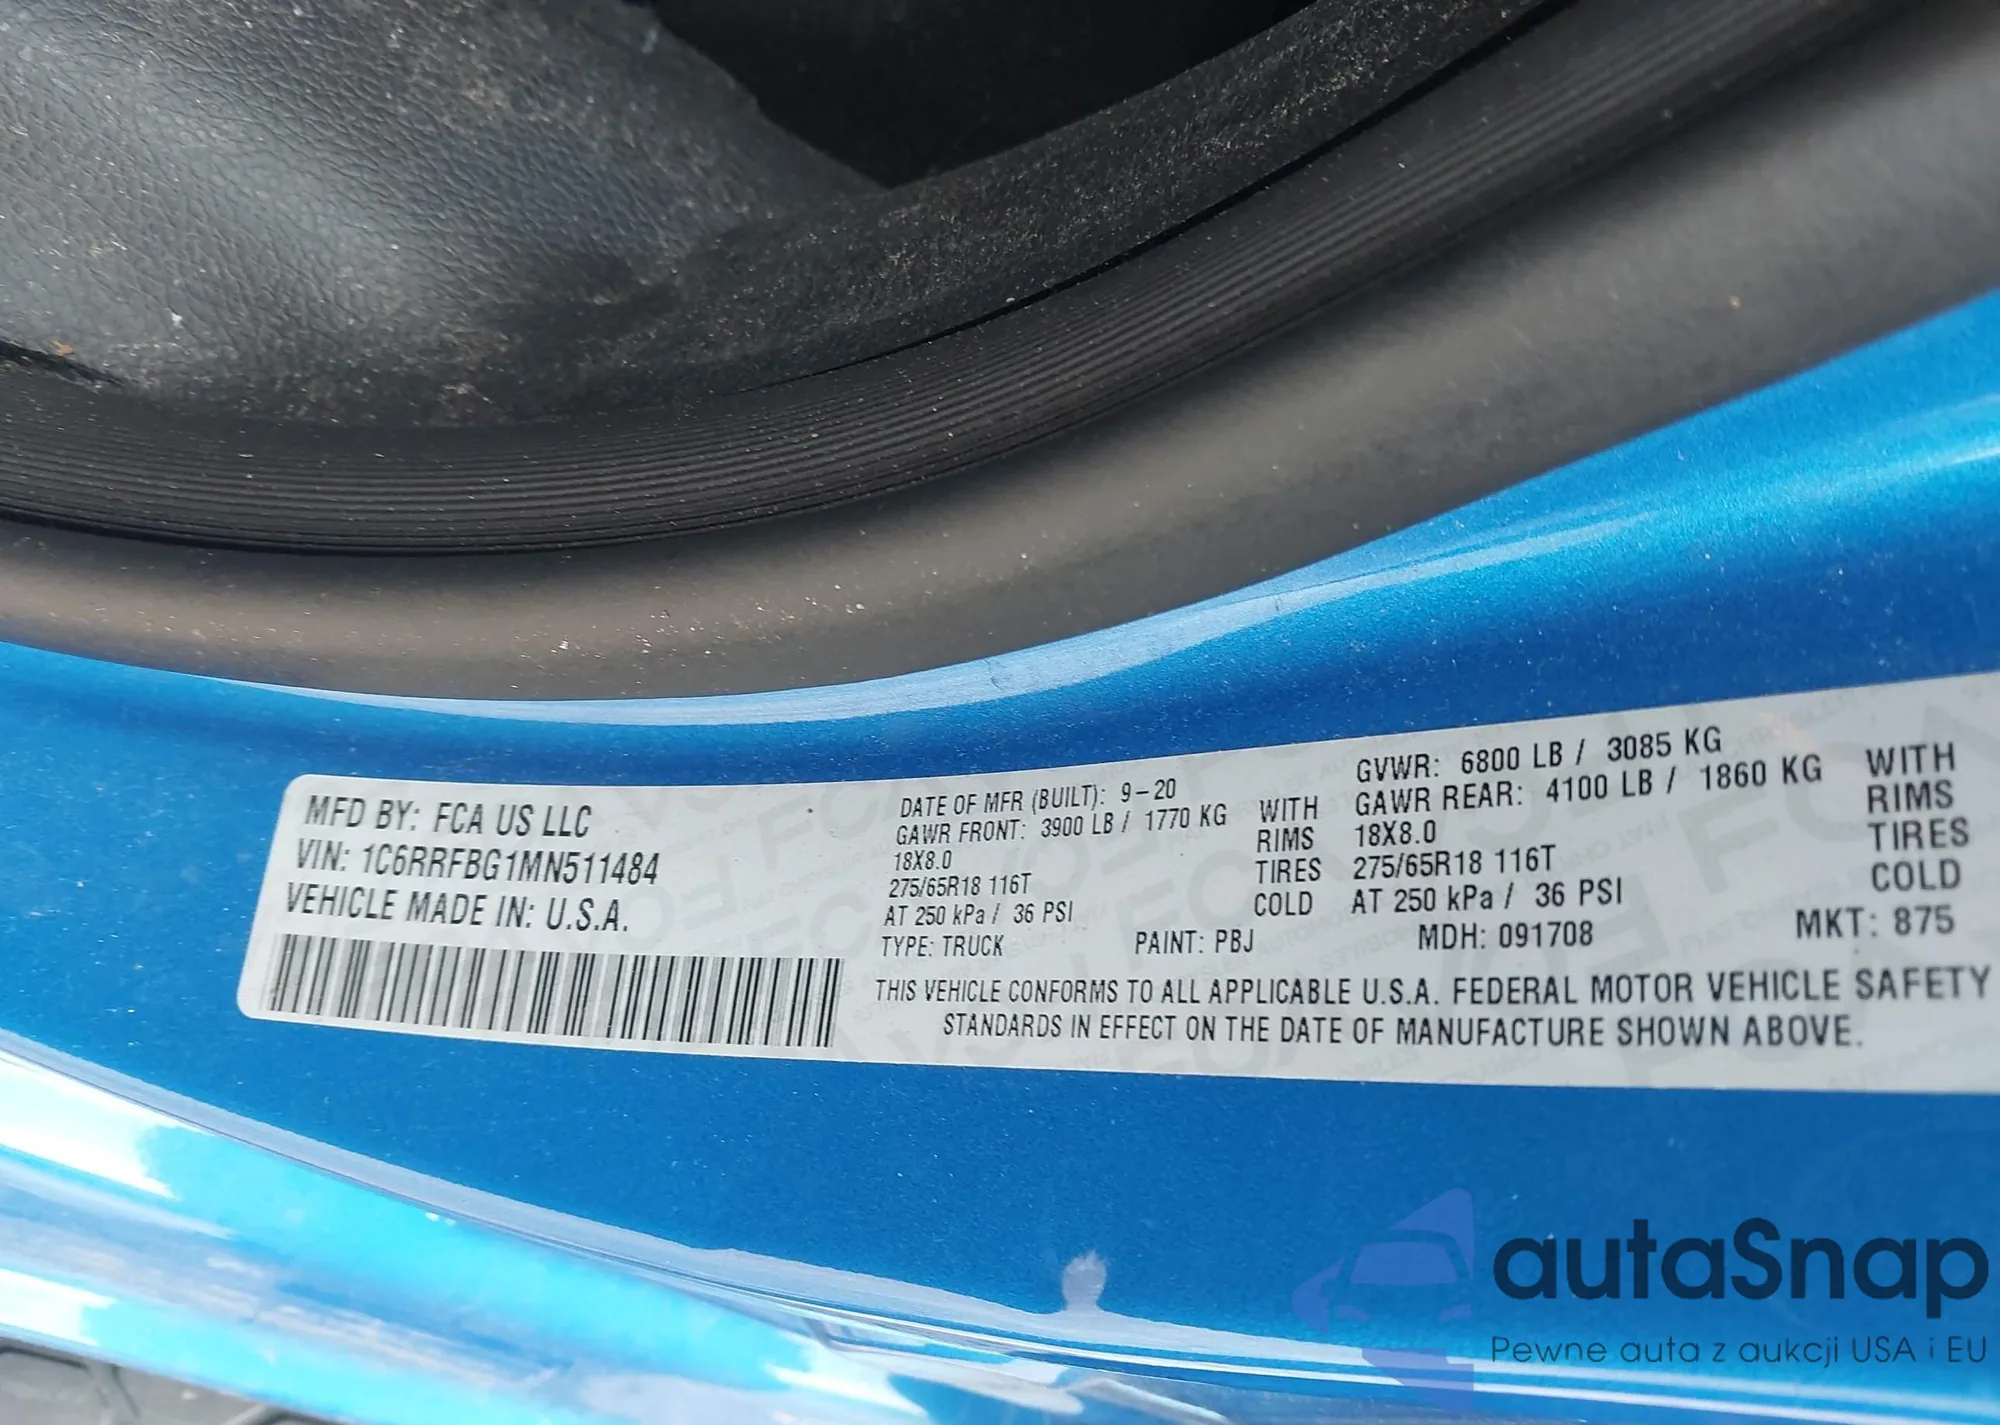 MFD BY: FCA US LLC
VIN: 1C6RRFBG1MN511484
VEHICLE MADE IN: U.S.A.
DATE OF MFR (BUILT): 9-20
GAWR FRONT: 3900 LB / 1770 KG WITH
18X8.0 RIMS
275/65R18 116T TIRES
AT 250 kPa / 36 PSI COLD
GVWR: 6800 LB / 3085 KG
GAWR REAR: 4100 LB / 1860 KG WITH
18X8.0 RIMS
275/65R18 116T TIRES
AT 250 kPa / 36 PSI COLD
TYPE: TRUCK PAINT: PBJ MDH: 091708 MKT: 875
THIS VEHICLE CONFORMS TO ALL APPLICABLE U.S.A. FEDERAL MOTOR VEHICLE SAFETY
STANDARDS IN EFFECT ON THE DATE OF MANUFACTURE SHOWN ABOVE.
autaSnap
Pewne auta z aukcji USA i EU